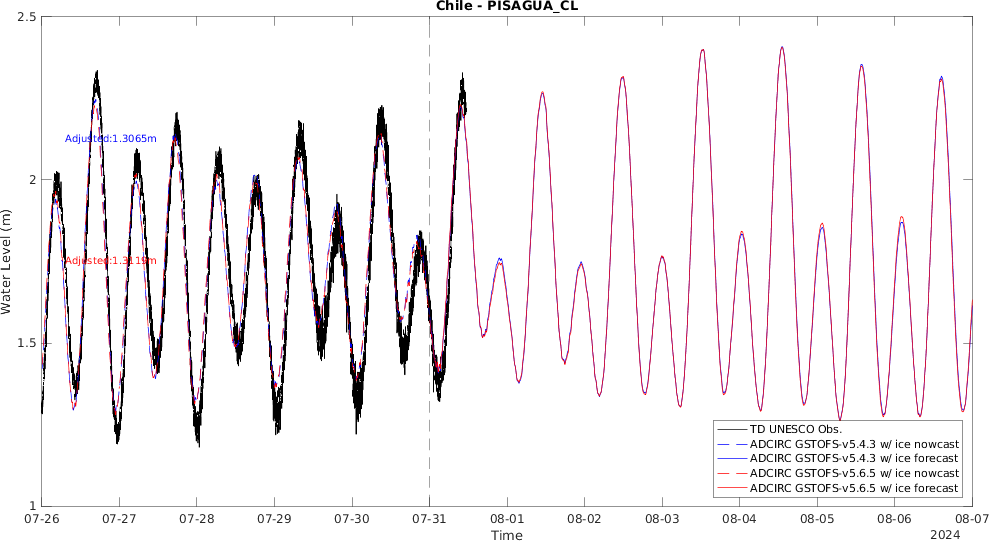 Chile - PISAGUA_CL
2.5
2
1.5
1
Water Level (m)
Adjusted:1.3065m
Adjusted:1.3119m
TD UNESCO Obs.
ADCIRC GSTOFS-v5.4.3 w/ ice nowcast
ADCIRC GSTOFS-v5.4.3 w/ ice forecast
ADCIRC GSTOFS-v5.6.5 w/ ice nowcast
ADCIRC GSTOFS-v5.6.5 w/ ice forecast
07-26 07-27 07-28 07-29 07-30 07-31 08-01 08-02 08-03 08-04 08-05 08-06 08-07
Time
2024